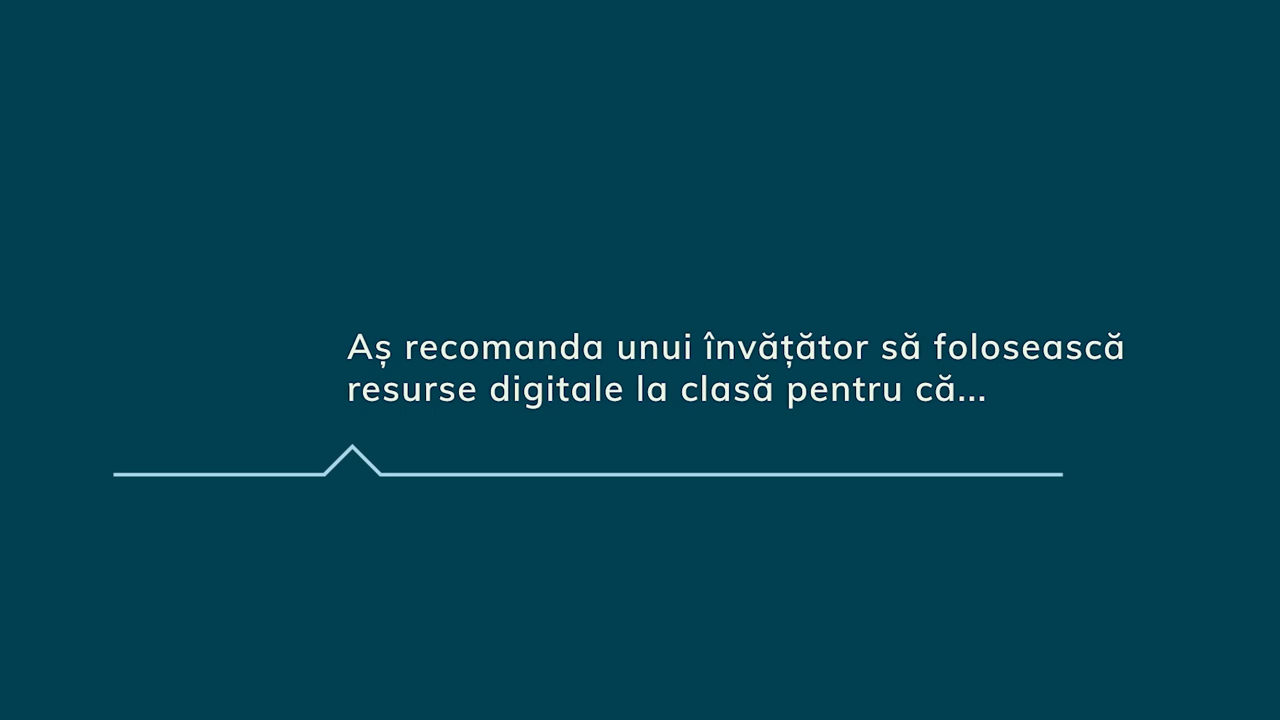 Aș recomanda unui învățător să folosească
resurse digitale la clasă pentru că...